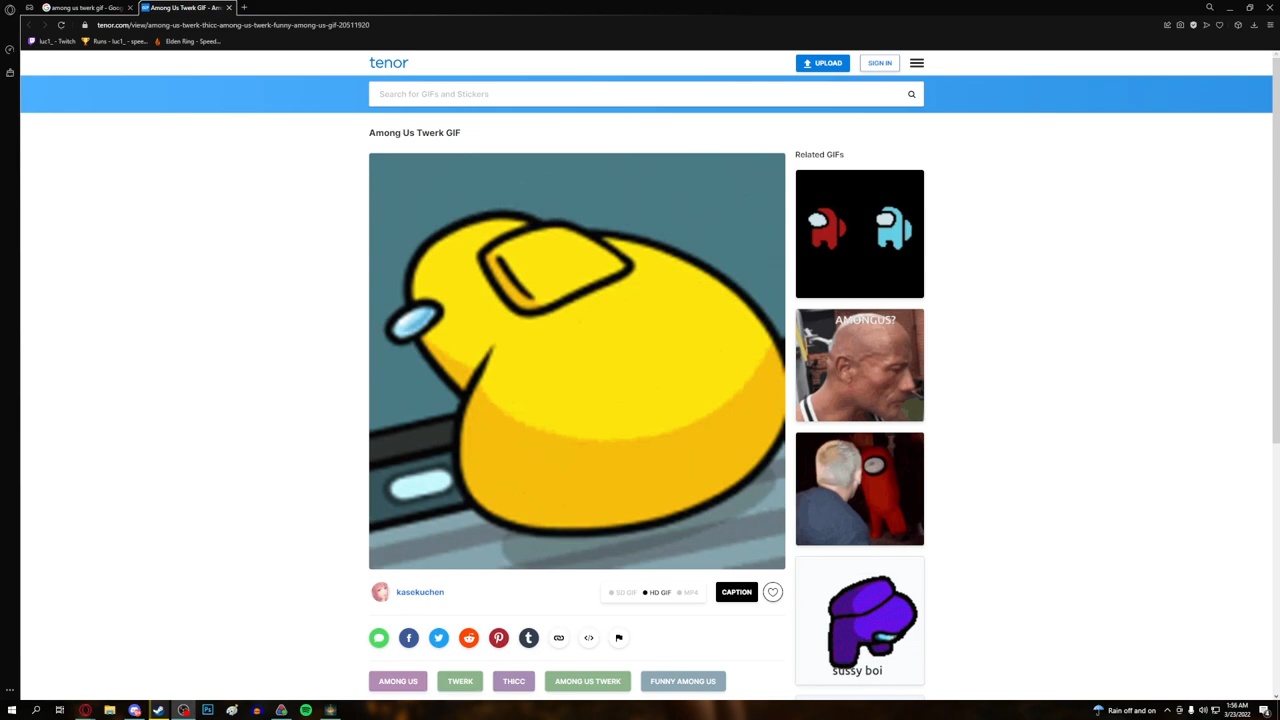 among us twerk gif - Goog
Among-Us-Twerk GIF - Am
tenor.com/view/among-us-twerk-thicc-among-us-twerk-funny-among-us-gif-20511920
luc1_ - Twitch
Runs - luc1_ - spee...
Elden Ring - Speed...
tenor
UPLOAD
SIGN IN
Search for GIFs and Stickers
Among Us Twerk GIF
Related GIFs
AMONGUS?
sussy boi
kasekuchen
SD GIF
HD GIF
MP4
CAPTION
AMONG US
TWERK
THICC
AMONG US TWERK
FUNNY AMONG US
Rain off and on
1:56 AM
3/23/2022